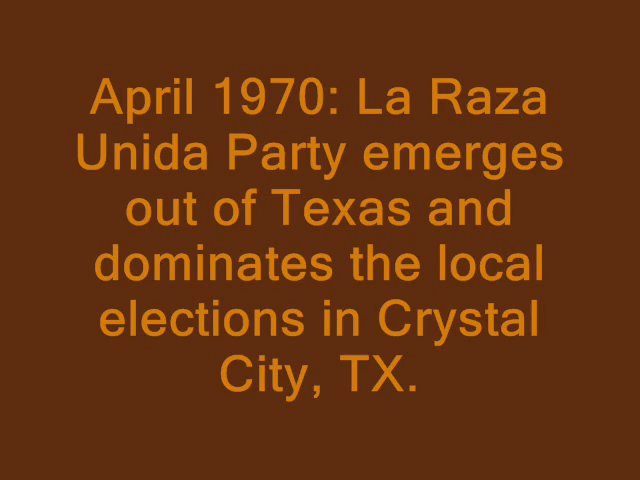 April 1970: La Raza
Unida Party emerges
out of Texas and
dominates the local
elections in Crystal
City, TX.